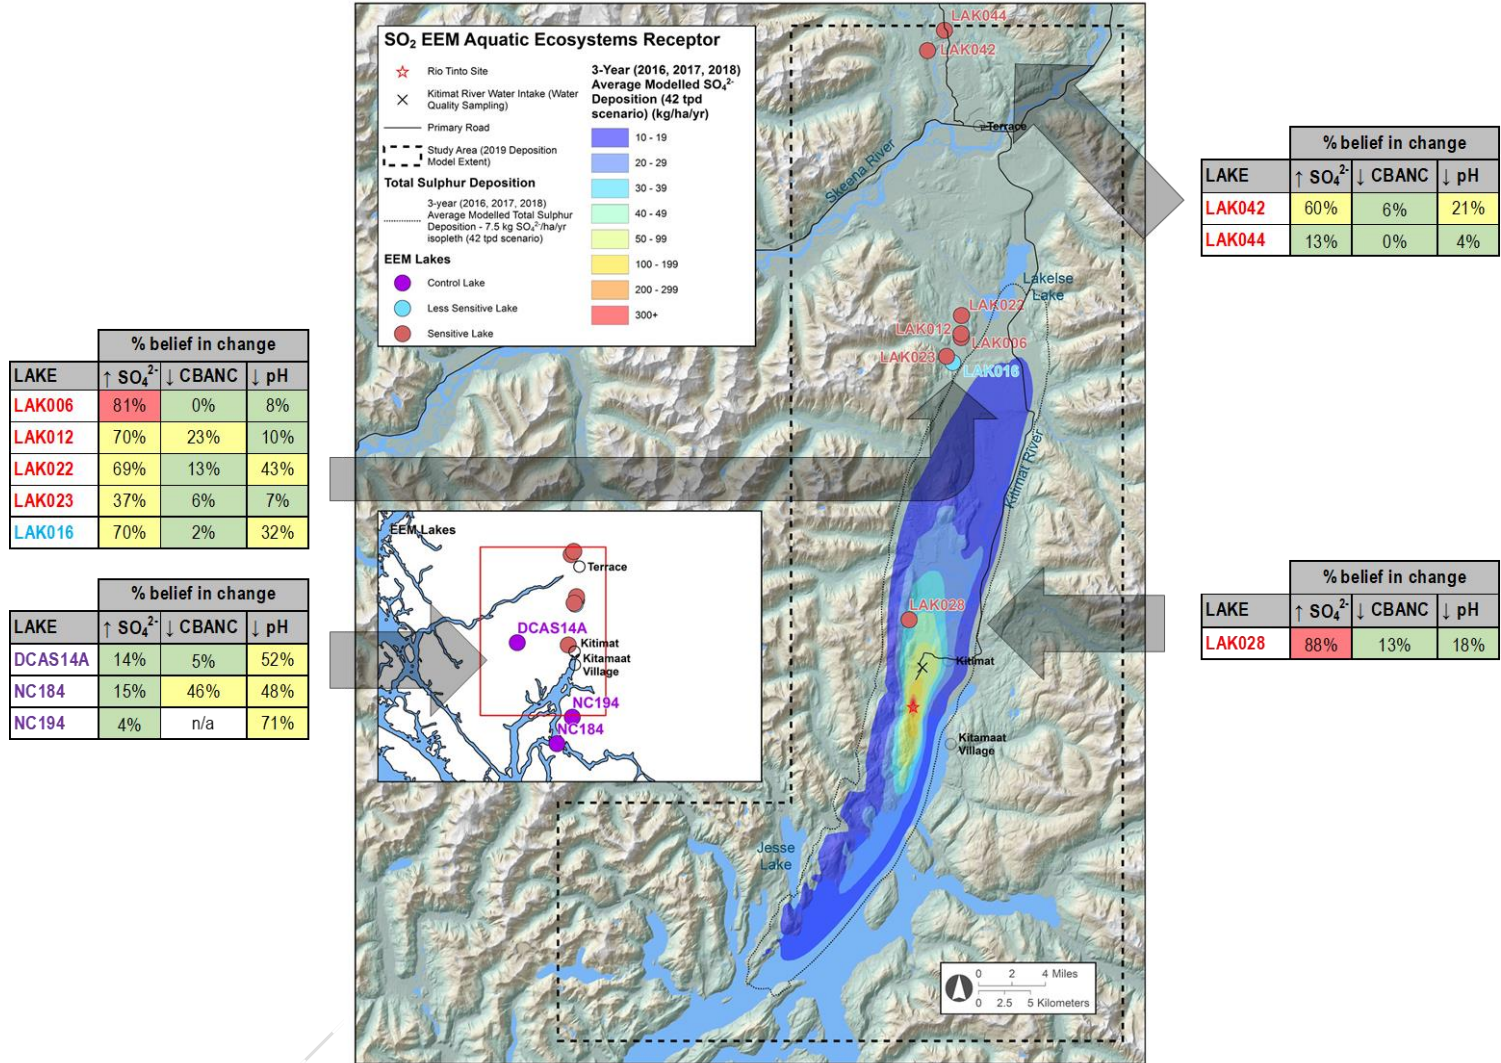 SO₂ EEM Aquatic Ecosystems Receptor
Rio Tinto Site
Kitimat River Water Intake (Water
Quality Sampling)
Primary Road
Study Area (2019 Deposition
Model Extent)
Total Sulphur Deposition
3-year (2016, 2017, 2018)
Average Modelled Total Sulphur
Deposition - 7.5 kg SO₄²⁻/ha/yr
isopleth (42 tpd scenario)
EEM Lakes
Control Lake
Less Sensitive Lake
Sensitive Lake
3-Year (2016, 2017, 2018)
Average Modelled SO₄²⁻
Deposition (42 tpd
scenario) (kg/ha/yr)
10 - 19
20 - 29
30 - 39
40 - 49
50 - 99
100 - 199
200 - 299
300+
LAK044
LAK042
Terrace
Skeena River
Lakelse
Lake
LAK022
LAK012
LAK006
LAK023
LAK016
Kitimat River
LAK028
Kitimat
Kitamaat
Village
Jesse
Lake
0 2 4 Miles
0 2.5 5 Kilometers
EEM Lakes
Terrace
DCAS14A
Kitimat
Kitamaat
Village
NC194
NC184
% belief in change
LAKE ↑ SO₄²⁻ ↓ CBANC ↓ pH
LAK006 81% 0% 8%
LAK012 70% 23% 10%
LAK022 69% 13% 43%
LAK023 37% 6% 7%
LAK016 70% 2% 32%
% belief in change
LAKE ↑ SO₄²⁻ ↓ CBANC ↓ pH
DCAS14A 14% 5% 52%
NC184 15% 46% 48%
NC194 4% n/a 71%
% belief in change
LAKE ↑ SO₄²⁻ ↓ CBANC ↓ pH
LAK042 60% 6% 21%
LAK044 13% 0% 4%
% belief in change
LAKE ↑ SO₄²⁻ ↓ CBANC ↓ pH
LAK028 88% 13% 18%